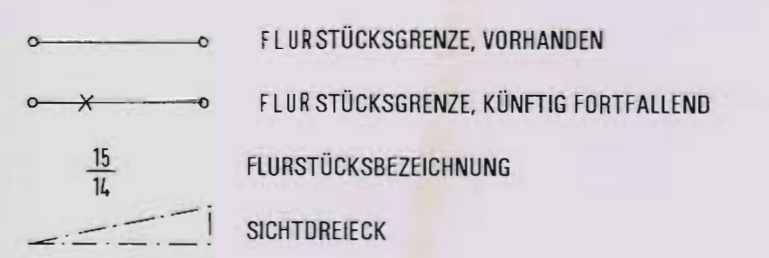 FLURSTÜCKSGRENZE, VORHANDEN
FLURSTÜCKSGRENZE, KÜNFTIG FORTFALLEND
15
14
FLURSTÜCKSBEZEICHNUNG
SICHTDREIECK